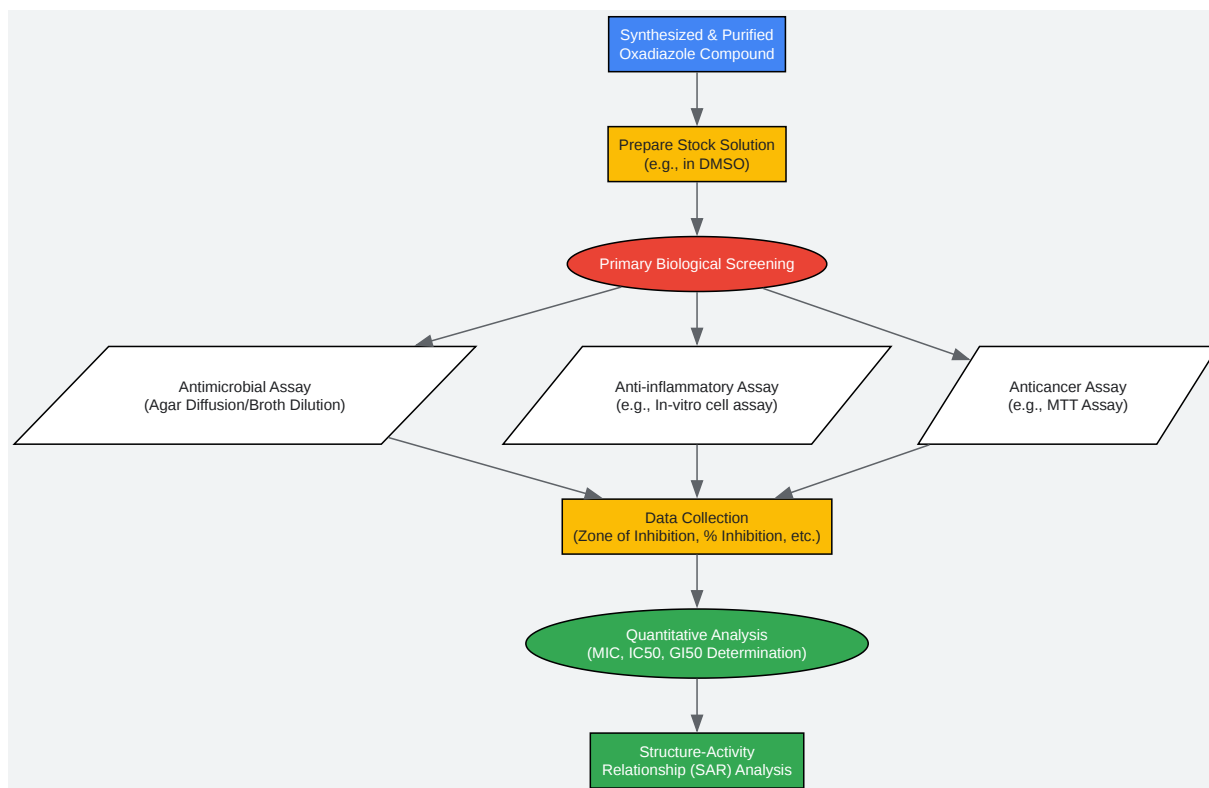 Synthesized & Purified
Oxadiazole Compound
Prepare Stock Solution
(e.g., in DMSO)
Primary Biological Screening
Antimicrobial Assay
(Agar Diffusion/Broth Dilution)
Anti-inflammatory Assay
(e.g., In-vitro cell assay)
Anticancer Assay
(e.g., MTT Assay)
Data Collection
(Zone of Inhibition, % Inhibition, etc.)
Quantitative Analysis
(MIC, IC50, GI50 Determination)
Structure-Activity
Relationship (SAR) Analysis